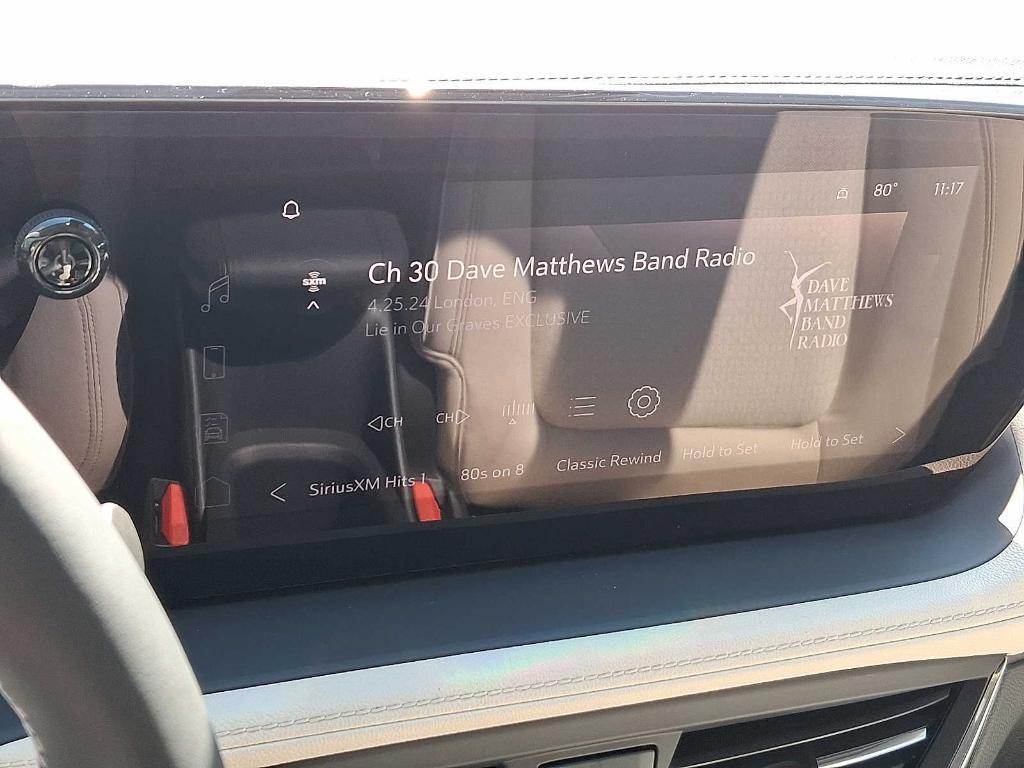 80° 11:17
sxm
Ch 30 Dave Matthews Band Radio
4.25.24 London, ENG
Lie in Our Graves EXCLUSIVE
DAVE
MATTHEWS
BAND
RADIO
CH CH
SiriusXM Hits 1 80s on 8 Classic Rewind Hold to Set Hold to Set